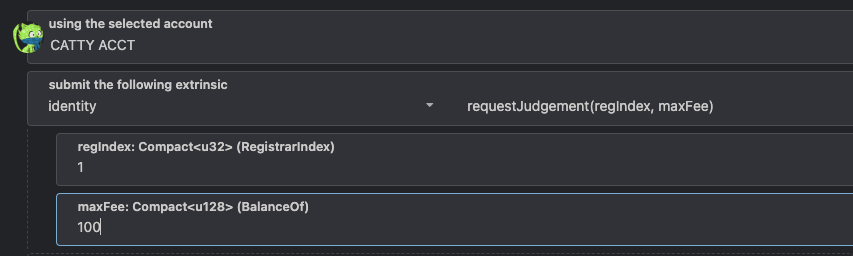 using the selected account
CATTY ACCT
submit the following extrinsic
identity
requestJudgement(regIndex, maxFee)
regIndex: Compact<u32> (RegistrarIndex)
1
maxFee: Compact<u128> (BalanceOf)
100